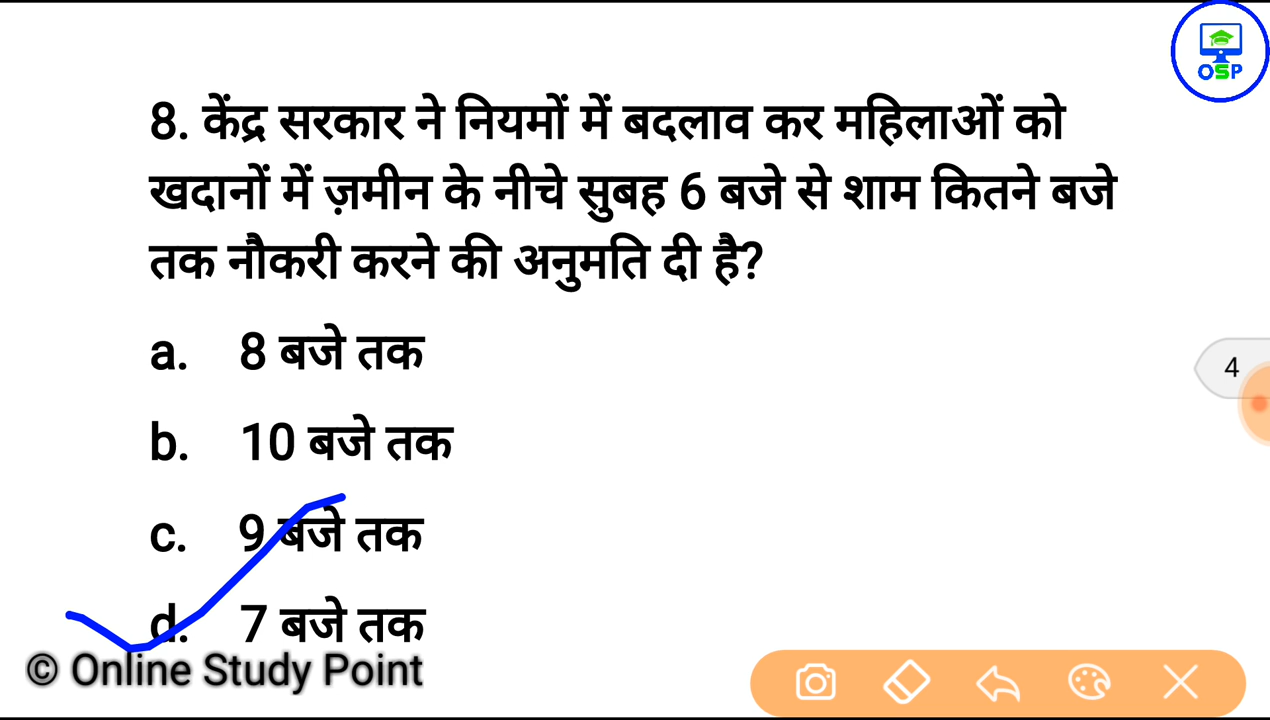 OSP
8. केंद्र सरकार ने नियमों में बदलाव कर महिलाओं को
खदानों में ज़मीन के नीचे सुबह 6 बजे से शाम कितने बजे
तक नौकरी करने की अनुमति दी है?
a. 8 बजे तक
4
b. 10 बजे तक
c. 9 बजे तक
d. 7 बजे तक
© Online Study Point